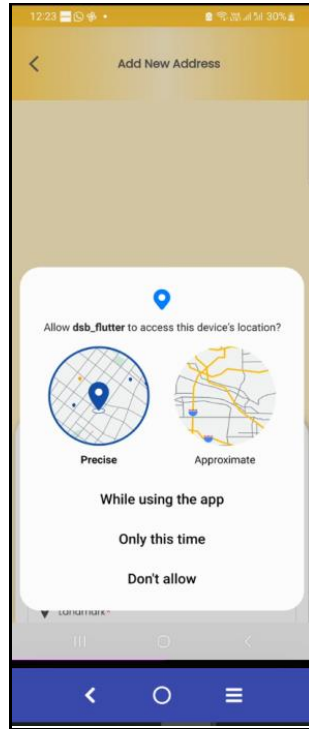 12:23
30%
Add New Address
Allow dsb_flutter to access this device's location?
Precise
Approximate
While using the app
Only this time
Don't allow
Landmark*